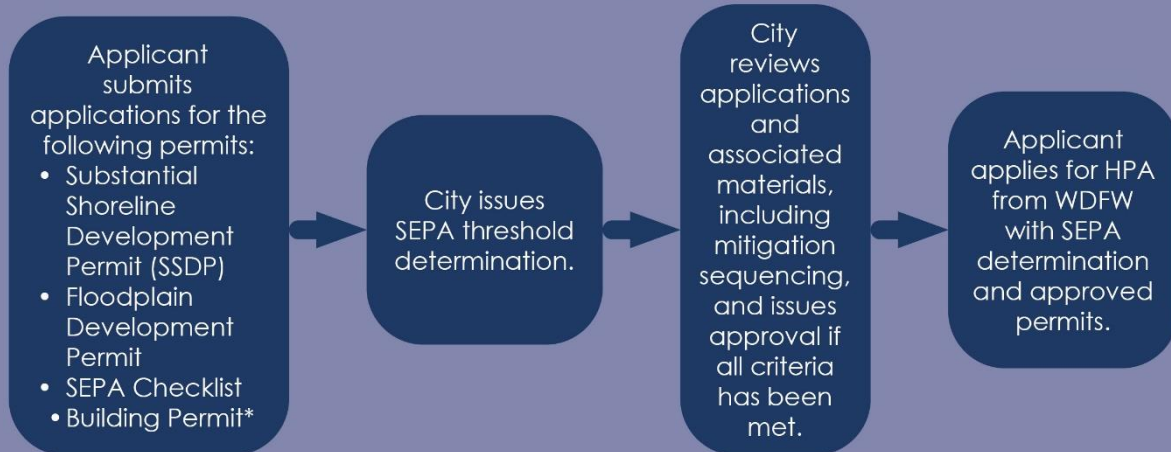 Applicant
submits
applications for the
following permits:
• Substantial
Shoreline
Development
Permit (SSDP)
• Floodplain
Development
Permit
• SEPA Checklist
• Building Permit*
City issues
SEPA threshold
determination.
City
reviews
applications
and
associated
materials,
including
mitigation
sequencing,
and issues
approval if
all criteria
has been
met.
Applicant
applies for HPA
from WDFW
with SEPA
determination
and approved
permits.